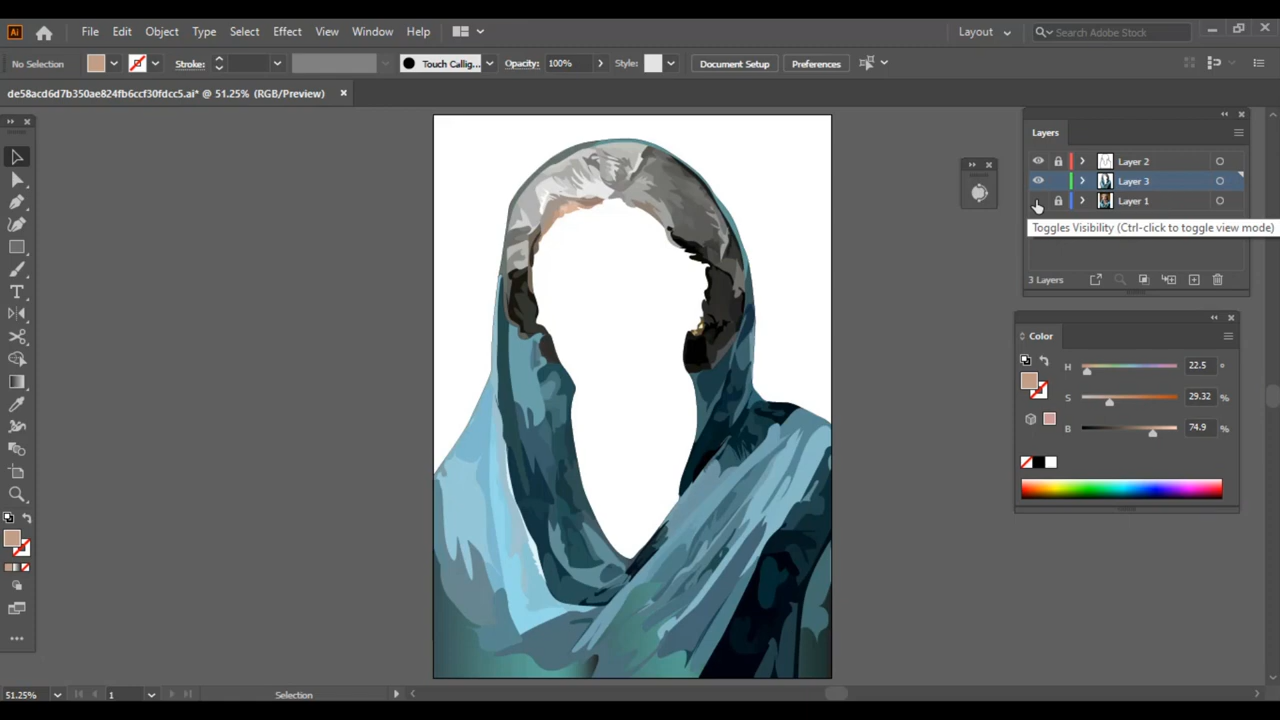 Ai File Edit Object Type Select Effect View Window Help Layout Search Adobe Stock
No Selection Stroke: Touch Callig... Opacity: 100% Style: Document Setup Preferences
de58acd6d7b350ae824fb6ccf30fdcc5.ai* @ 51.25% (RGB/Preview)
Layers
Layer 2
Layer 3
Layer 1
Toggles Visibility (Ctrl-click to toggle view mode)
3 Layers
Color
H 22.5 °
S 29.32 %
B 74.9 %
51.25% 1 Selection